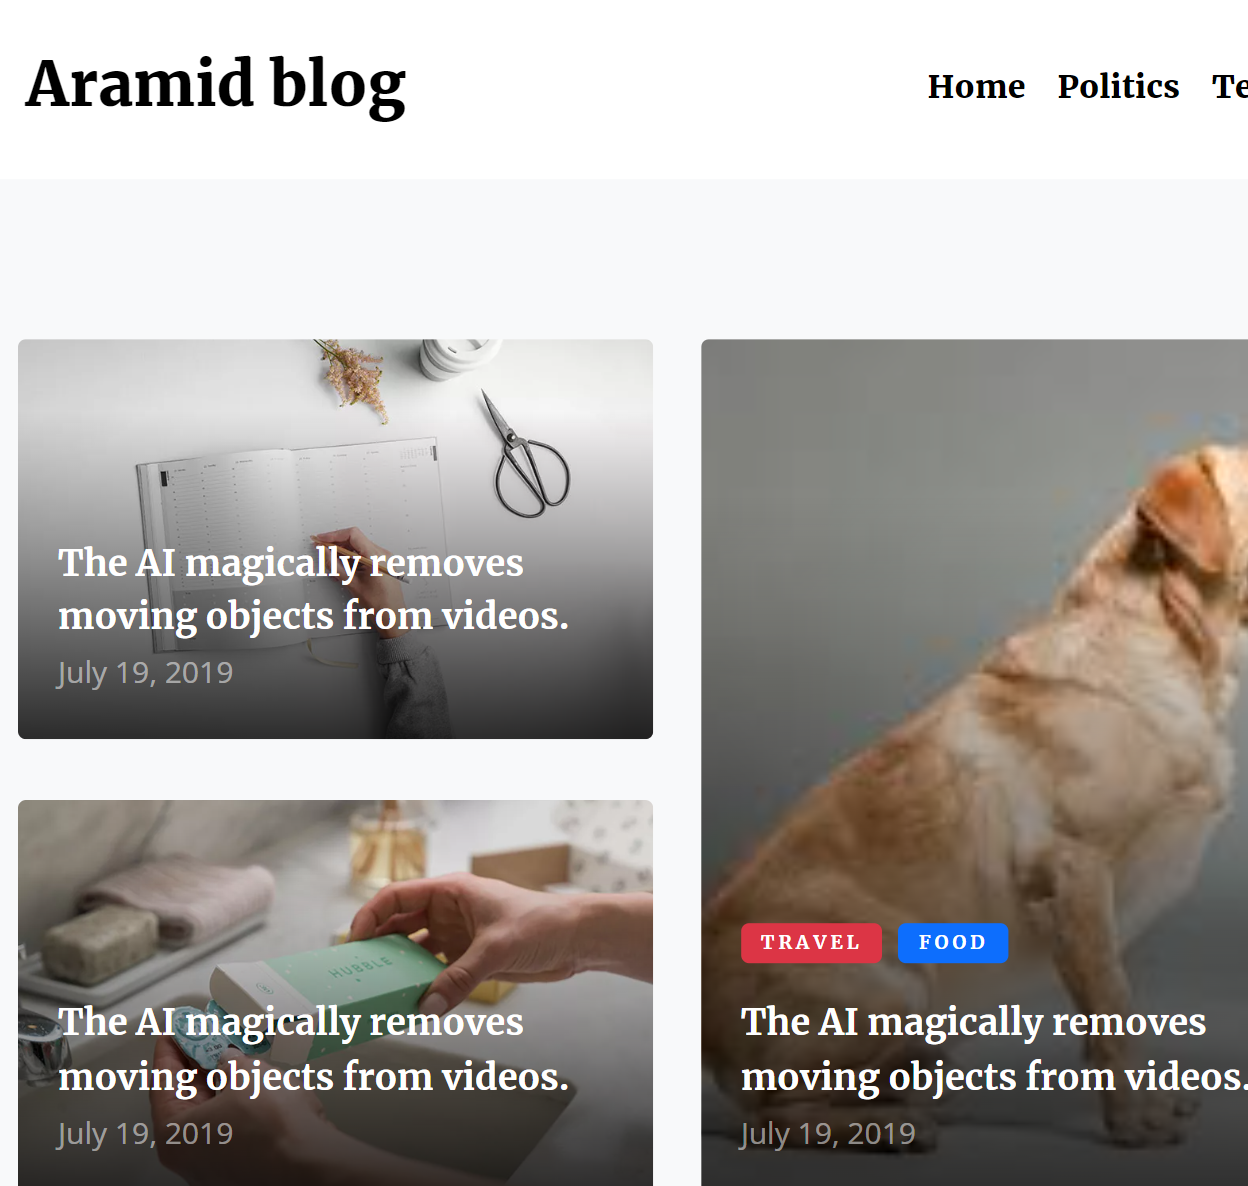 Aramid blog
Home Politics Te
The AI magically removes
moving objects from videos.
July 19, 2019
HUBBLE
The AI magically removes
moving objects from videos.
July 19, 2019
TRAVEL FOOD
The AI magically removes
moving objects from videos.
July 19, 2019